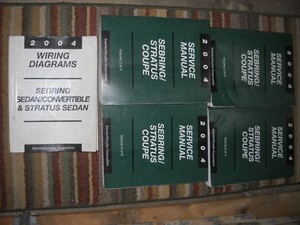 2004
WIRING
DIAGRAMS
SEBRING
SEDAN/CONVERTIBLE
& STRATUS SEDAN
2004
SERVICE
MANUAL
SEBRING/
STRATUS
COUPE
2004
SERVICE
MANUAL
SEBRING/
STRATUS
COUPE
2004
SERVICE
MANUAL
SEBRING/
STRATUS
COUPE
2004
SERVICE
MANUAL
SEBRING/
STRATUS
COUPE